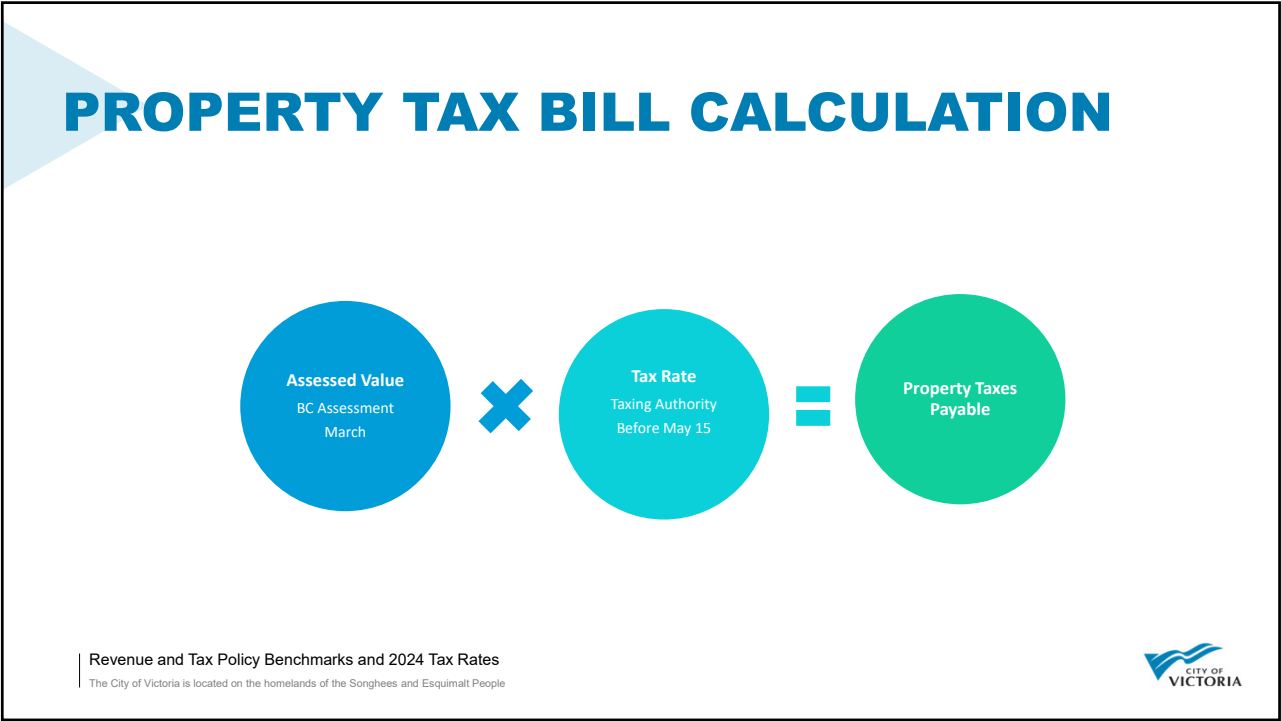 PROPERTY TAX BILL CALCULATION
Assessed Value
BC Assessment
March
Tax Rate
Taxing Authority
Before May 15
Property Taxes
Payable
Revenue and Tax Policy Benchmarks and 2024 Tax Rates
The City of Victoria is located on the homelands of the Songhees and Esquimalt People
CITY OF
VICTORIA